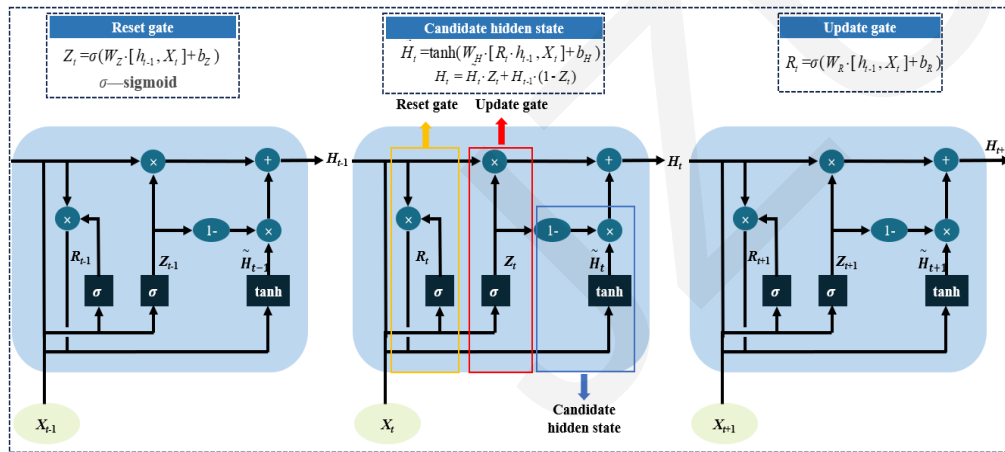 Reset gate
Z_t=σ(W_Z·[h_{t-1}, X_t]+b_Z)
σ—sigmoid
Candidate hidden state
H̃_t=tanh(W_H·[R_t·h_{t-1}, X_t]+b_H)
H_t=H̃_t·Z_t+H_{t-1}·(1-Z_t)
Update gate
R_t=σ(W_R·[h_{t-1}, X_t]+b_R)
Reset gate
Update gate
×
+
H_{t-1}
×
1-
×
R_{t-1}
Z_{t-1}
H̃_{t-1}
σ
σ
tanh
X_{t-1}
×
+
H_t
×
1-
×
R_t
Z_t
H̃_t
σ
σ
tanh
X_t
Candidate
hidden state
×
+
H_{t+
×
1-
×
R_{t+1}
Z_{t+1}
H̃_{t+1}
σ
σ
tanh
X_{t+1}